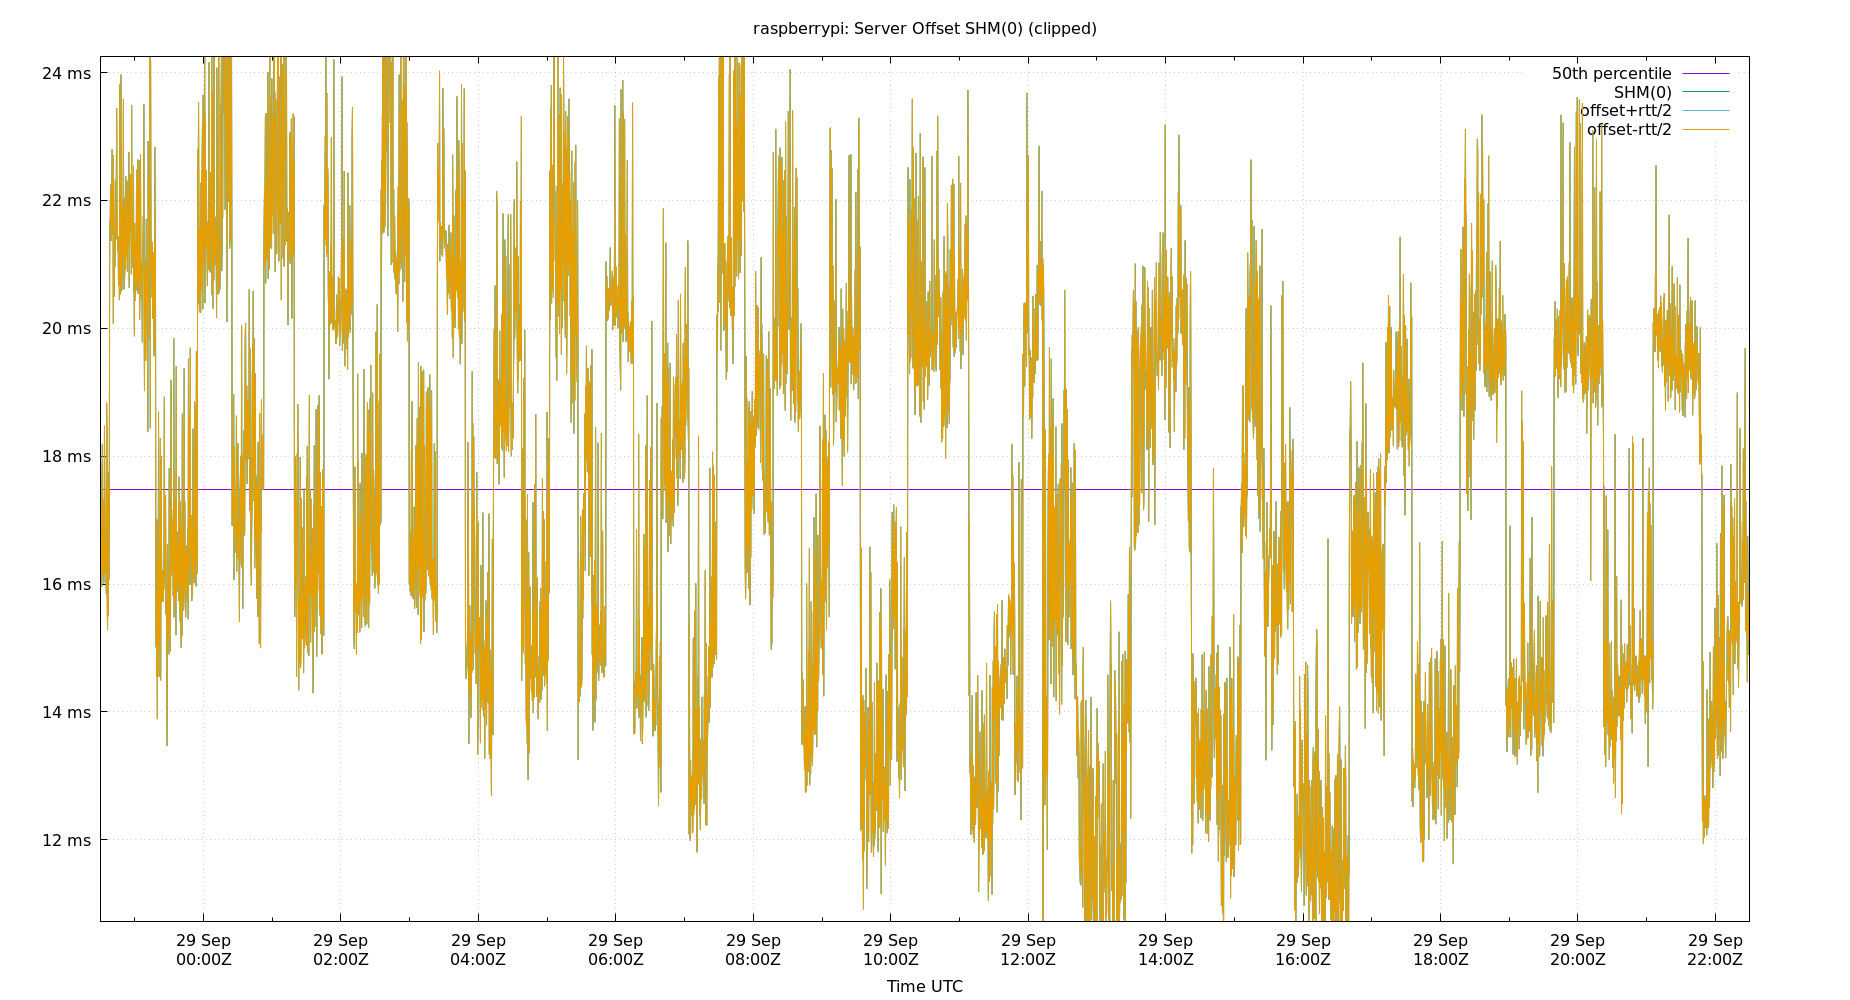 raspberrypi: Server Offset SHM(0) (clipped)
24 ms
22 ms
20 ms
18 ms
16 ms
14 ms
12 ms
50th percentile
SHM(0)
offset+rtt/2
offset-rtt/2
29 Sep 29 Sep 29 Sep 29 Sep 29 Sep 29 Sep 29 Sep 29 Sep 29 Sep 29 Sep 29 Sep 29 Sep
00:00Z 02:00Z 04:00Z 06:00Z 08:00Z 10:00Z 12:00Z 14:00Z 16:00Z 18:00Z 20:00Z 22:00Z
Time UTC